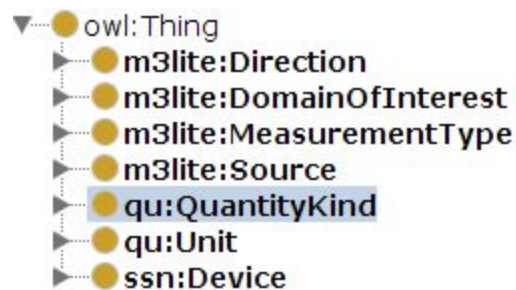 owl:Thing
m3lite:Direction
m3lite:DomainOfInterest
m3lite:MeasurementType
m3lite:Source
qu:QuantityKind
qu:Unit
ssn:Device